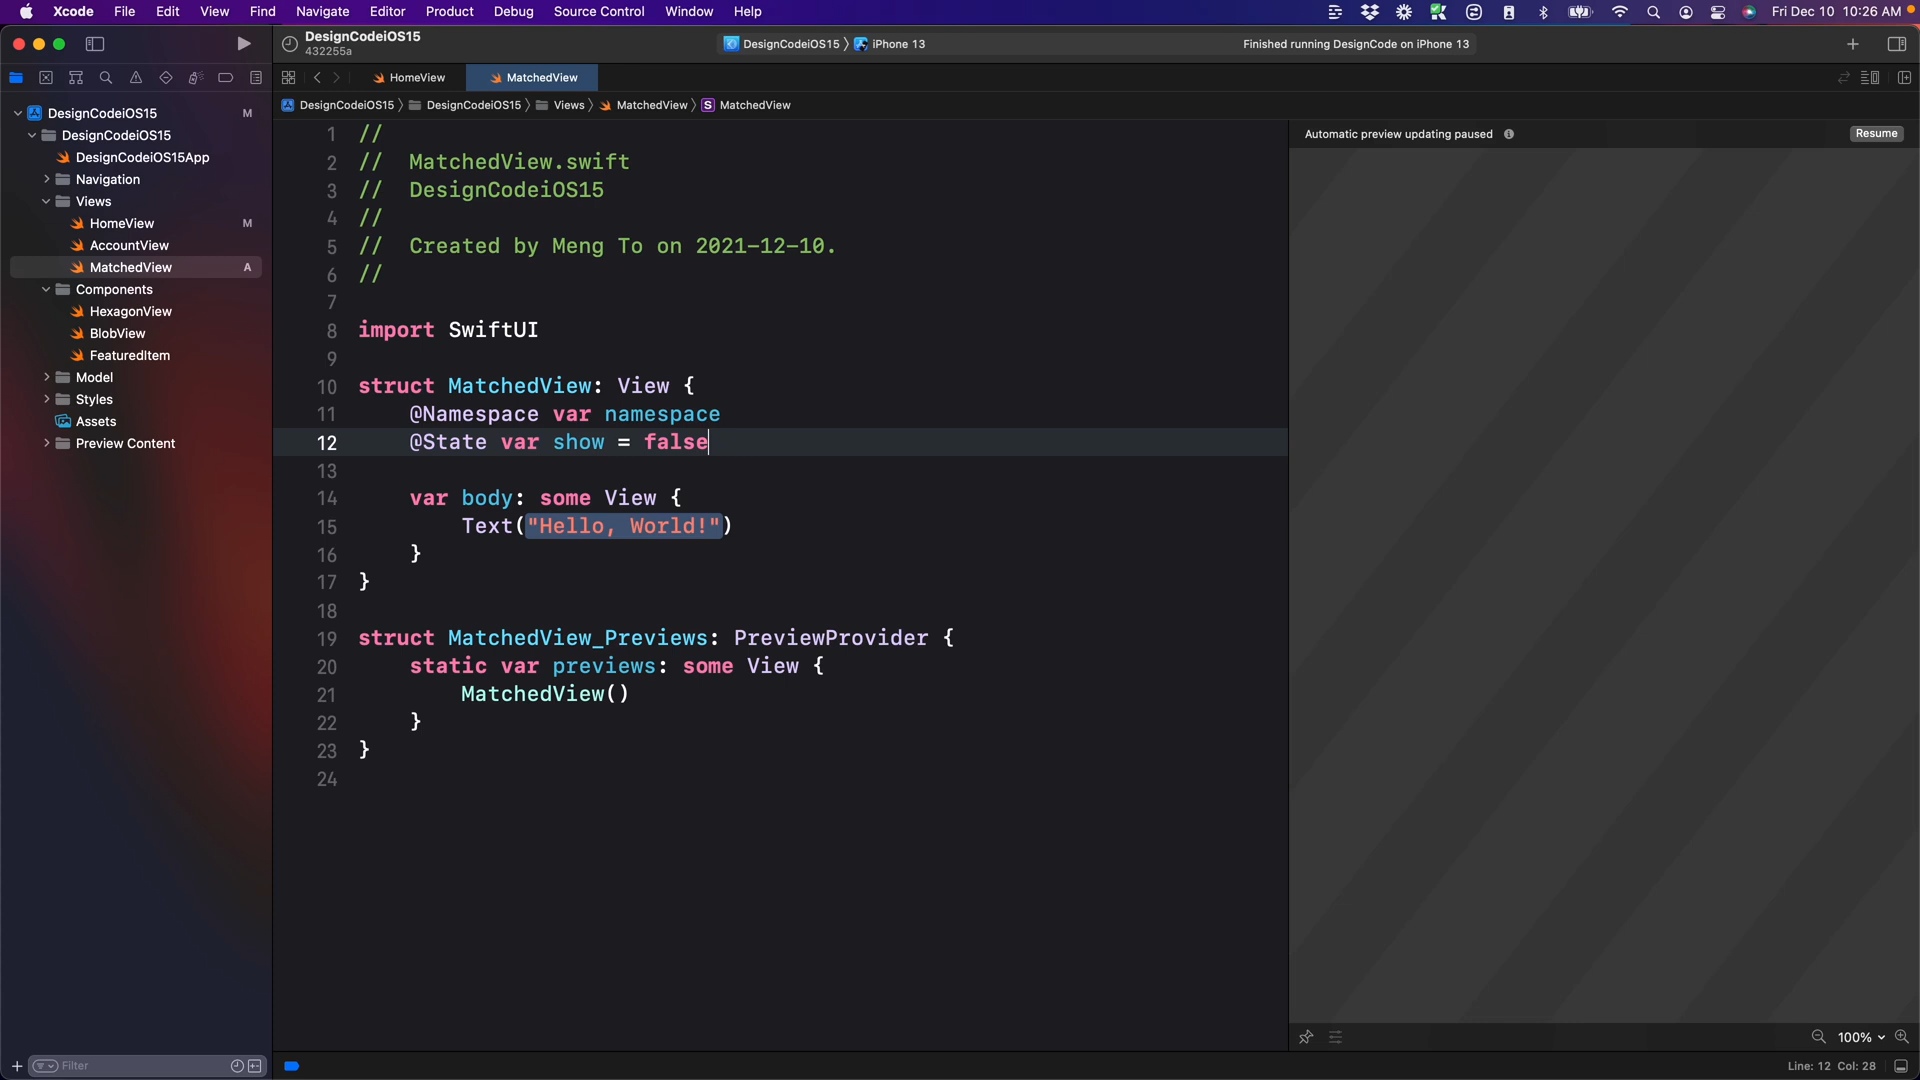 Xcode File Edit View Find Navigate Editor Product Debug Source Control Window Help Fri Dec 10 10:26 AM
DesignCodeiOS15
432255a
DesignCodeiOS15 〉 iPhone 13
Finished running DesignCode on iPhone 13
HomeView
MatchedView
DesignCodeiOS15 〉 DesignCodeiOS15 〉 Views 〉 MatchedView 〉 S MatchedView
DesignCodeiOS15 M
DesignCodeiOS15
DesignCodeiOS15App
Navigation
Views
HomeView M
AccountView
MatchedView A
Components
HexagonView
BlobView
FeaturedItem
Model
Styles
Assets
Preview Content
Filter
1 //
2 //  MatchedView.swift
3 //  DesignCodeiOS15
4 //
5 //  Created by Meng To on 2021-12-10.
6 //
7
8 import SwiftUI
9
10 struct MatchedView: View {
11     @Namespace var namespace
12     @State var show = false
13
14     var body: some View {
15         Text("Hello, World!")
16     }
17 }
18
19 struct MatchedView_Previews: PreviewProvider {
20     static var previews: some View {
21         MatchedView()
22     }
23 }
24
Automatic preview updating paused
Resume
100%
Line: 12 Col: 28